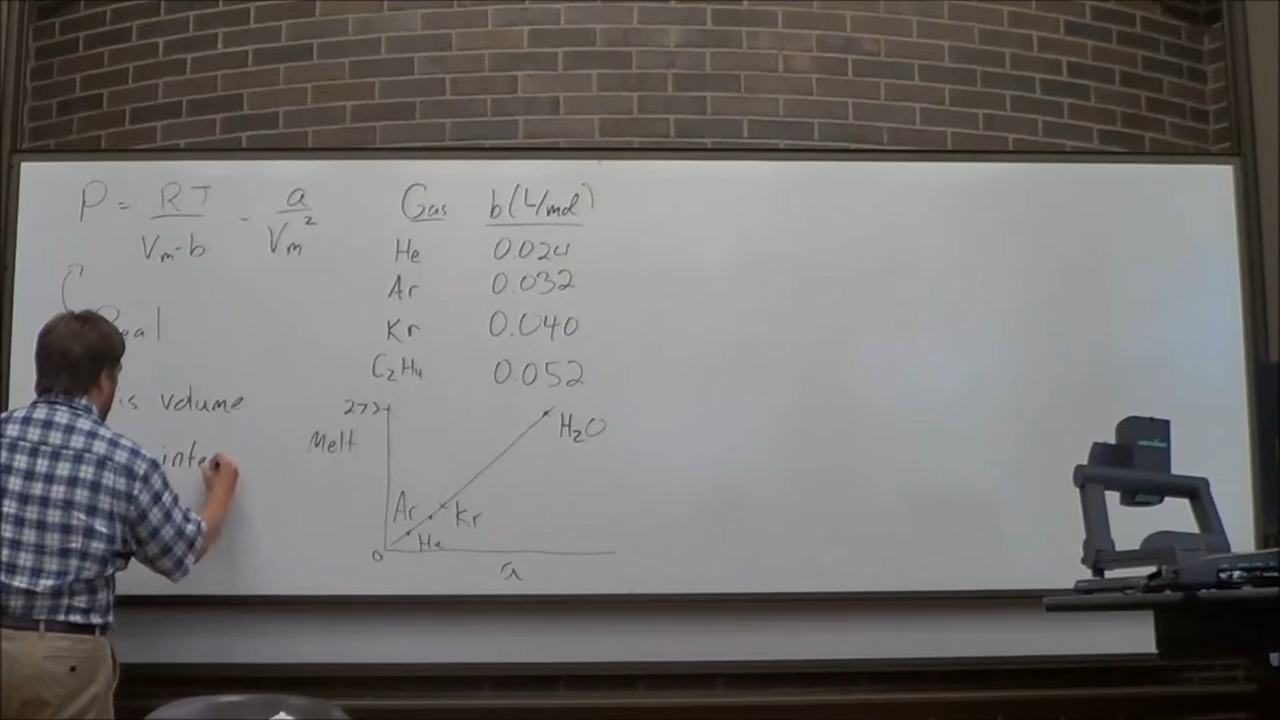 P = RT / Vm-b - a / Vm²
Real
is volume
inte
Gas b(L/mol)
He 0.024
Ar 0.032
Kr 0.040
C2H4 0.052
273
Melt
H2O
Ar
Kr
He
0
a